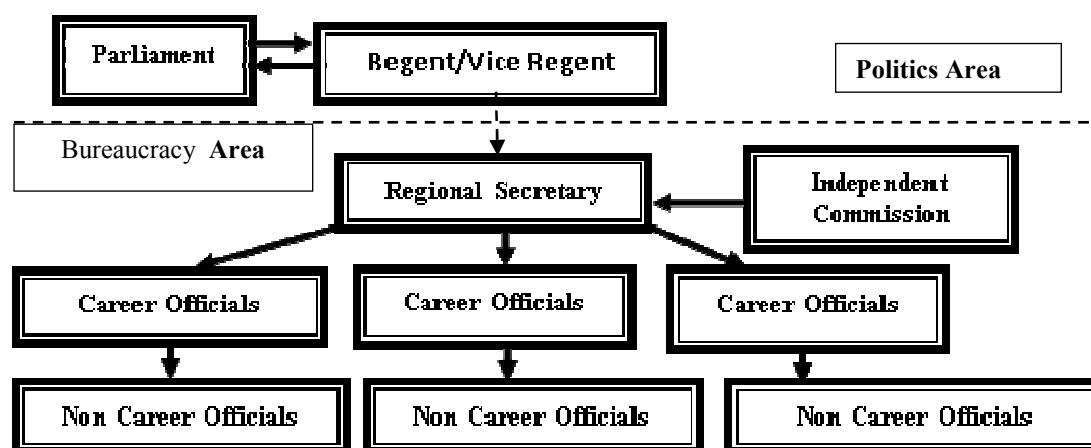 Parliament
Regent/Vice Regent
Politics Area
Bureaucracy Area
Regional Secretary
Independent
Commission
Career Officials
Career Officials
Career Officials
Non Career Officials
Non Career Officials
Non Career Officials